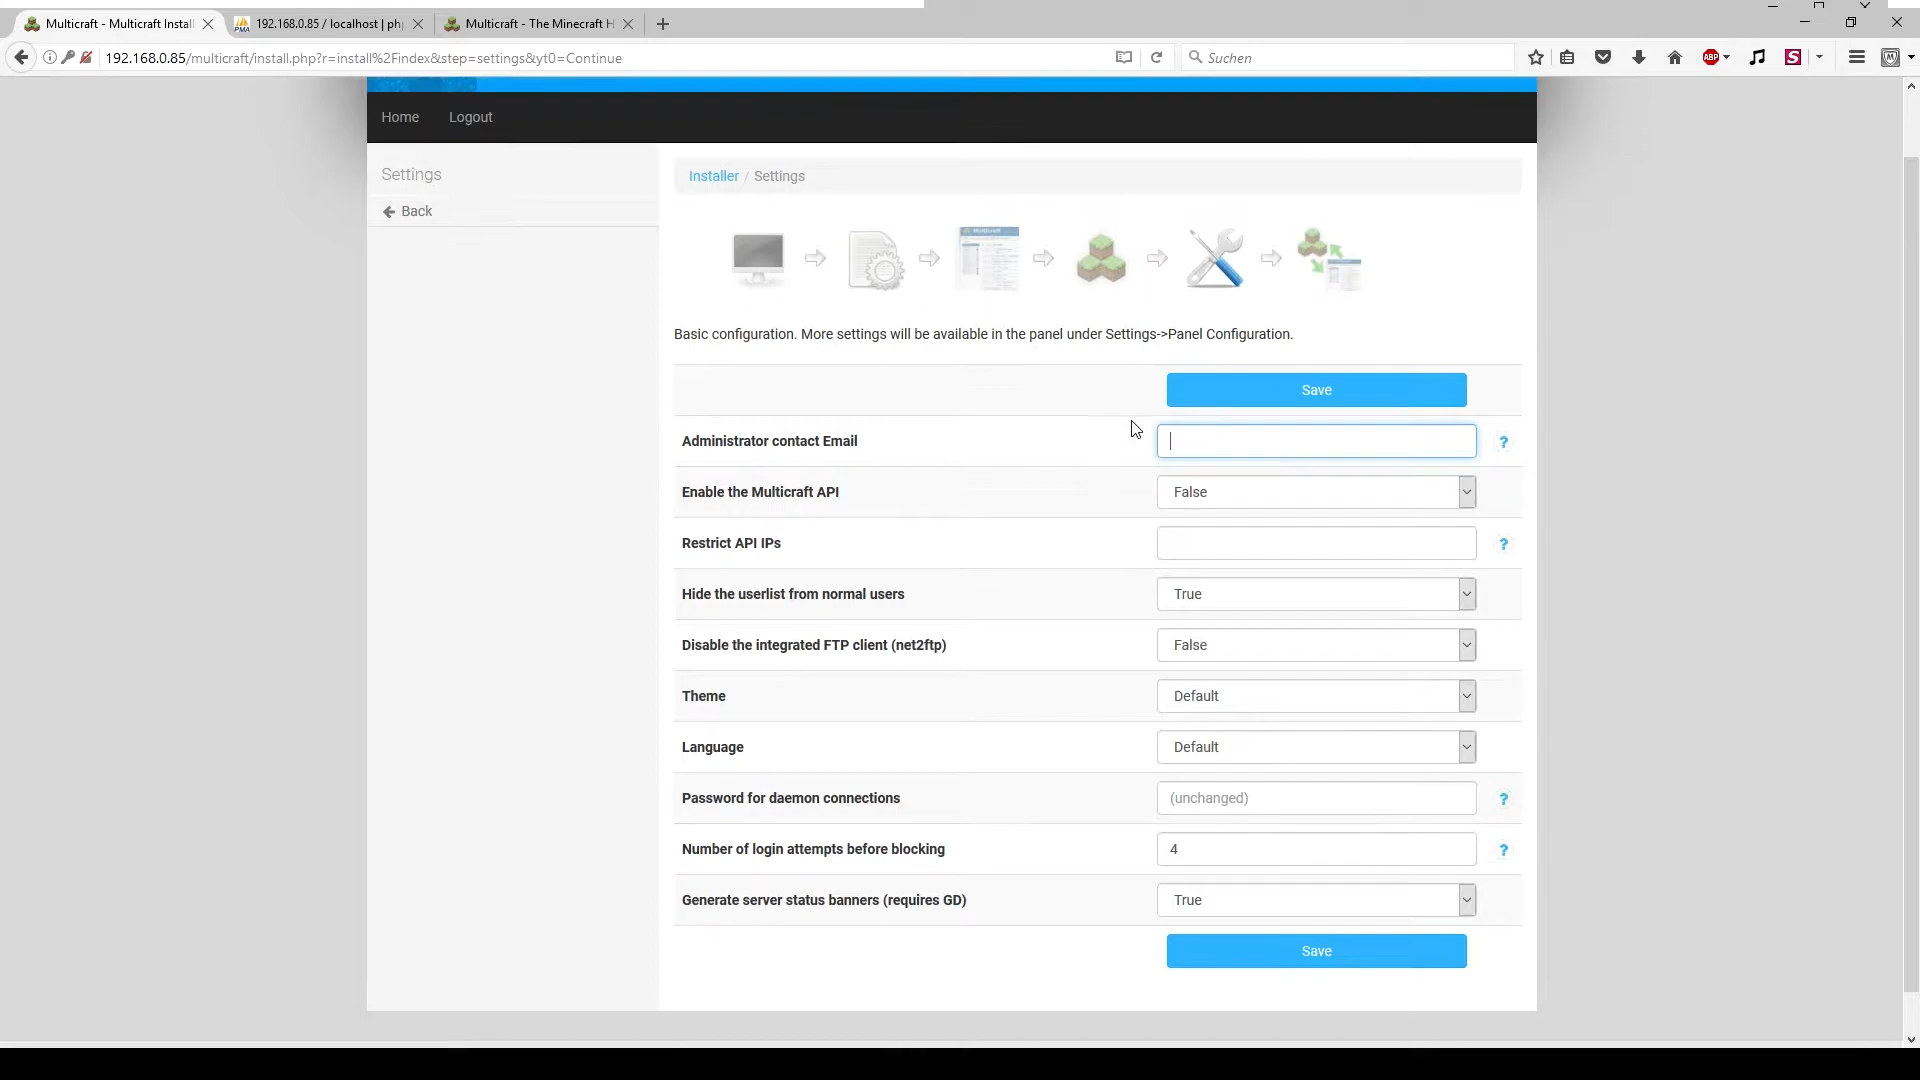 Multicraft - Multicraft Instal
192.168.0.85 / localhost | ph
Multicraft - The Minecraft H
192.168.0.85/multicraft/install.php?r=install%2Findex&step=settings&yt0=Continue
Suchen
ABP
Home
Logout
Settings
Back
Installer / Settings
Multicraft
Basic configuration. More settings will be available in the panel under Settings->Panel Configuration.
Save
Administrator contact Email
?
Enable the Multicraft API
False
Restrict API IPs
?
Hide the userlist from normal users
True
Disable the integrated FTP client (net2ftp)
False
Theme
Default
Language
Default
Password for daemon connections
(unchanged)
?
Number of login attempts before blocking
4
?
Generate server status banners (requires GD)
True
Save